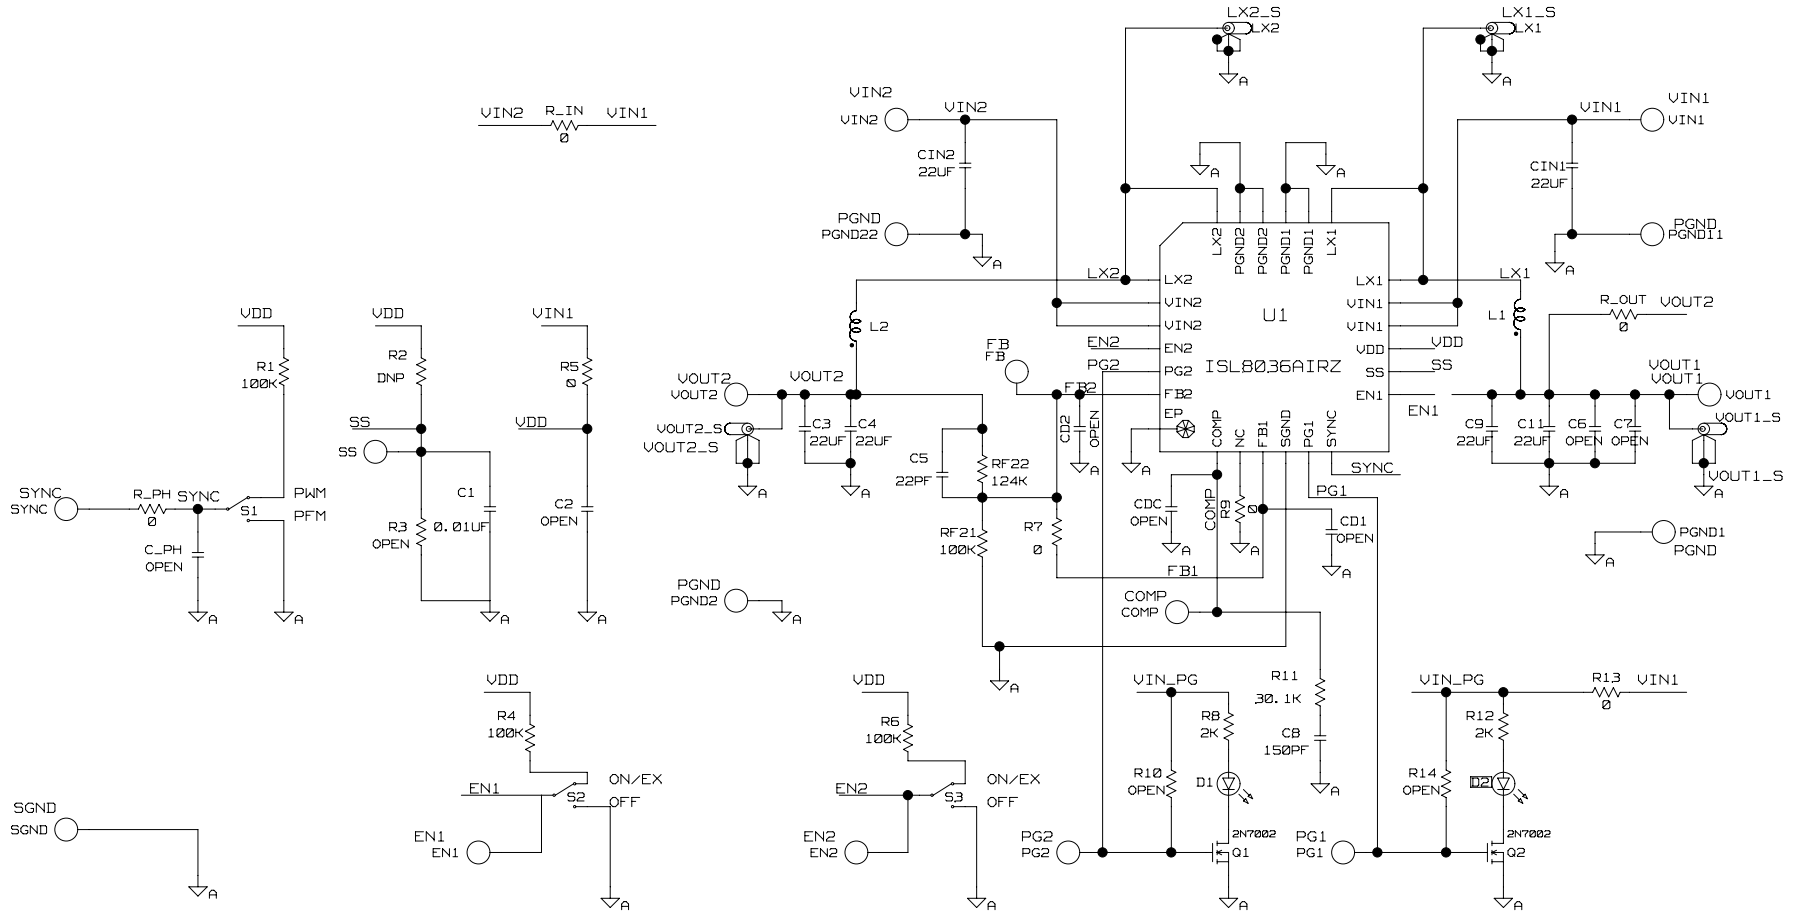 LX2_S
LX2
A
LX1_S
LX1
A
VIN2
VIN2
VIN2
CIN2
22UF
PGND
PGND22
A
VIN2
R_IN
0
VIN1
VIN1
VIN1
VIN1
CIN1
22UF
PGND
PGND11
A
A
A
LX2
PGND2
PGND2
PGND1
PGND1
LX1
LX2
LX2
VIN2
VIN2
EN2
EN2
PG2
PG2
FB2
FB2
EP
U1
ISL8036AIRZ
LX1
VIN1
VIN1
VDD
SS
EN1
LX1
VDD
SS
EN1
COMP
NC
FB1
SGND
PG1
SYNC
SYNC
PG1
L1
R_OUT
0
VOUT2
VOUT1
VOUT1
VOUT1
VOUT1_S
VOUT1_S
A
C9
22UF
C11
22UF
C6
OPEN
C7
OPEN
A
PGND1
PGND
A
L2
VOUT2
VOUT2
VOUT2
VOUT2_S
VOUT2_S
A
C3
22UF
C4
22UF
A
C5
22PF
RF22
124K
RF21
100K
FB
FB
CD2
OPEN
A
A
R7
0
FB1
CDC
OPEN
A
COMP
R9
0
A
CD1
OPEN
A
COMP
COMP
A
R11
30.1K
C8
150PF
A
PGND
PGND2
A
VDD
R1
100K
SYNC
SYNC
R_PH
0
SYNC
S1
PWM
PFM
C_PH
OPEN
A
A
VDD
R2
DNP
SS
SS
C1
0.01UF
R3
OPEN
A
VIN1
R5
0
VDD
C2
OPEN
A
SGND
SGND
A
VDD
R4
100K
EN1
S2
ON/EX
OFF
EN1
EN1
A
VDD
R6
100K
EN2
S3
ON/EX
OFF
EN2
EN2
A
VIN_PG
R8
2K
R10
OPEN
D1
2N7002
Q1
PG2
PG2
A
VIN_PG
R13
0
VIN1
R12
2K
R14
OPEN
D2
2N7002
Q2
PG1
PG1
A